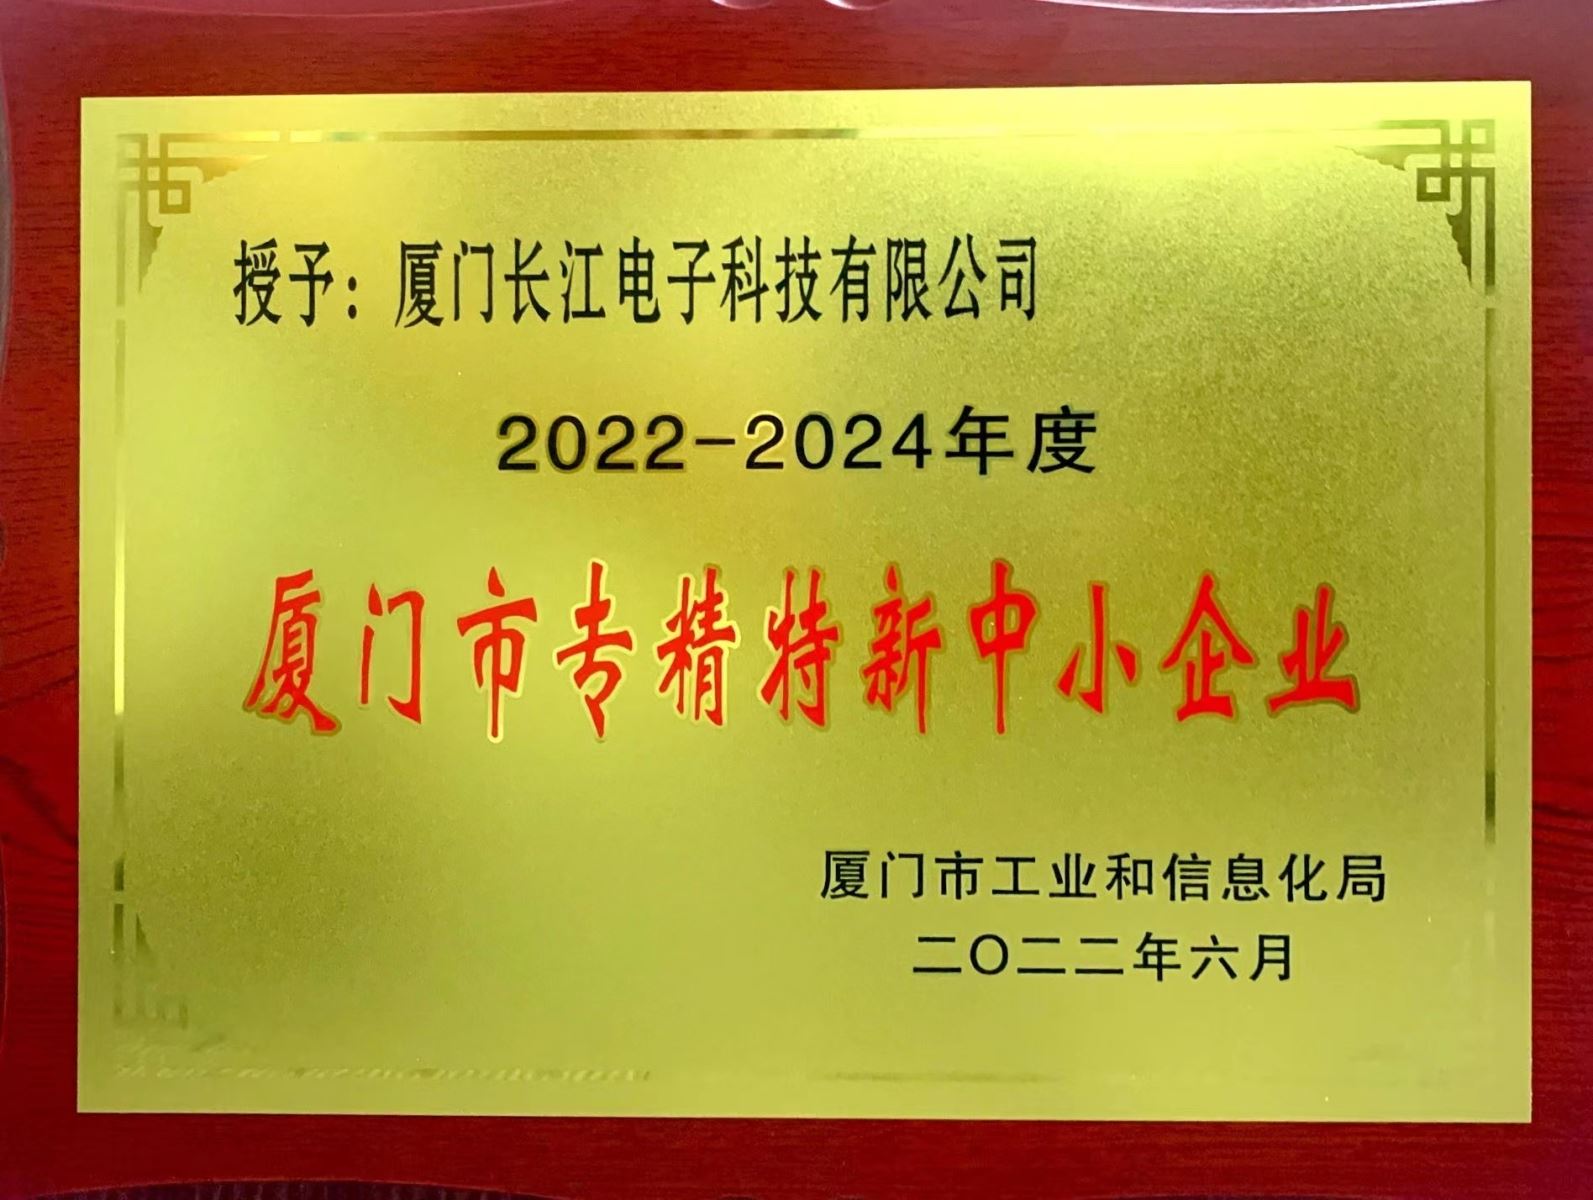 授予：厦门长江电子科技有限公司
2022-2024年度
厦门市专精特新中小企业
厦门市工业和信息化局
二〇二二年六月